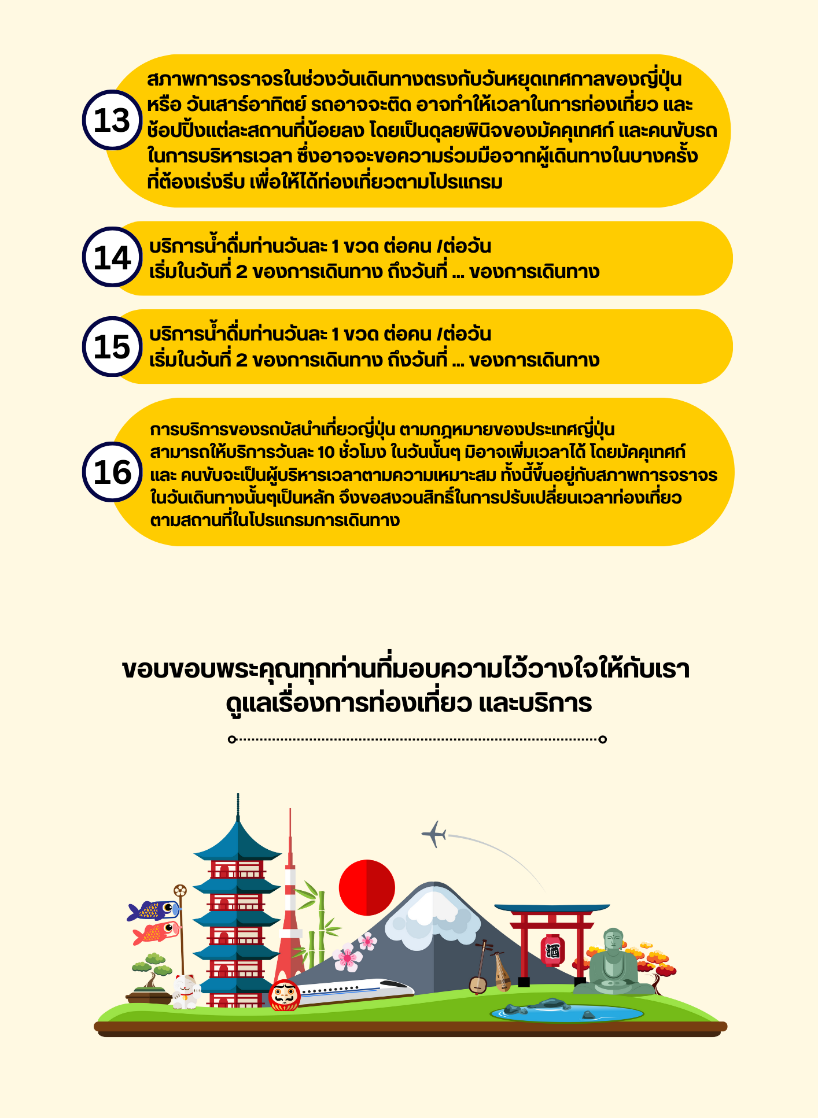 13
สภาพการจราจรในช่วงวันเดินทางตรงกับวันหยุดเทศกาลของญี่ปุ่น
หรือ วันเสาร์อาทิตย์ รถอาจจะติด อาจทำให้เวลาในการท่องเที่ยว และ
ช้อปปิ้งแต่ละสถานที่น้อยลง โดยเป็นดุลยพินิจของมัคคุเทศก์ และคนขับรถ
ในการบริหารเวลา ซึ่งอาจจะขอความร่วมมือจากผู้เดินทางในบางครั้ง
ที่ต้องเร่งรีบ เพื่อให้ได้ท่องเที่ยวตามโปรแกรม
14
บริการน้ำดื่มท่านวันละ 1 ขวด ต่อคน /ต่อวัน
เริ่มในวันที่ 2 ของการเดินทาง ถึงวันที่ ... ของการเดินทาง
15
บริการน้ำดื่มท่านวันละ 1 ขวด ต่อคน /ต่อวัน
เริ่มในวันที่ 2 ของการเดินทาง ถึงวันที่ ... ของการเดินทาง
16
การบริการของรถบัสนำเที่ยวญี่ปุ่น ตามกฎหมายของประเทศญี่ปุ่น
สามารถให้บริการวันละ 10 ชั่วโมง ในวันนั้นๆ มิอาจเพิ่มเวลาได้ โดยมัคคุเทศก์
และ คนขับจะเป็นผู้บริหารเวลาตามความเหมาะสม ทั้งนี้ขึ้นอยู่กับสภาพการจราจร
ในวันเดินทางนั้นๆเป็นหลัก จึงขอสงวนสิทธิ์ในการปรับเปลี่ยนเวลาท่องเที่ยว
ตามสถานที่ในโปรแกรมการเดินทาง
ขอบขอบพระคุณทุกท่านที่มอบความไว้วางใจให้กับเรา
ดูแลเรื่องการท่องเที่ยว และบริการ
酒